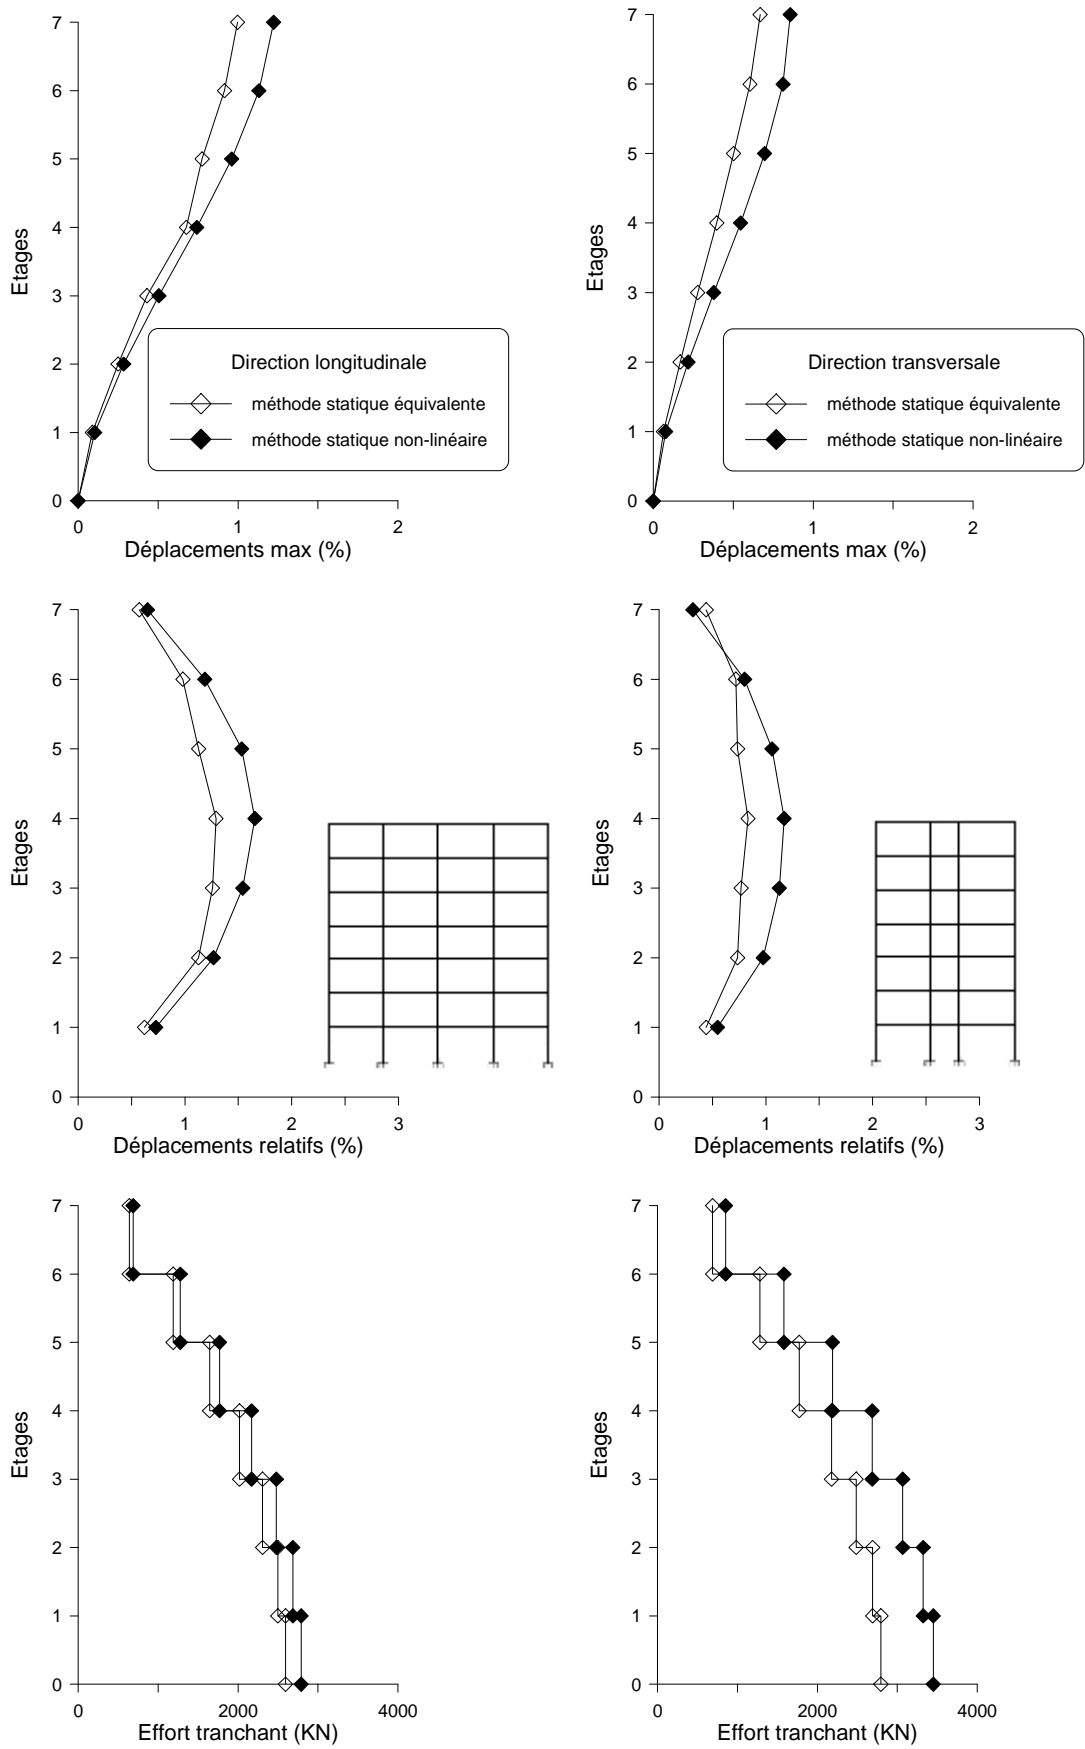 7
6
5
4
3
2
1
0
Etages
Direction longitudinale
méthode statique équivalente
méthode statique non-linéaire
0 1 2
Déplacements max (%)
7
6
5
4
3
2
1
0
Etages
Direction transversale
méthode statique équivalente
méthode statique non-linéaire
0 1 2
Déplacements max (%)
7
6
5
4
3
2
1
0
Etages
0 1 2 3
Déplacements relatifs (%)
7
6
5
4
3
2
1
0
Etages
0 1 2 3
Déplacements relatifs (%)
7
6
5
4
3
2
1
0
Etages
0 2000 4000
Effort tranchant (KN)
7
6
5
4
3
2
1
0
Etages
0 2000 4000
Effort tranchant (KN)